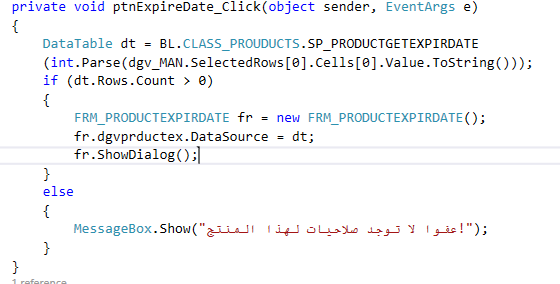 private void ptnExpireDate_Click(object sender, EventArgs e)
{
DataTable dt = BL.CLASS_PROUDUCTS.SP_PRODUCTGETEXPIRDATE
(int.Parse(dgv_MAN.SelectedRows[0].Cells[0].Value.ToString()));
if (dt.Rows.Count > 0)
{
FRM_PRODUCTEXPIRDATE fr = new FRM_PRODUCTEXPIRDATE();
fr.dgvprductex.DataSource = dt;
fr.ShowDialog();
}
else
{
MessageBox.Show("عفوا لا توجد صلاحيات لهذا المنتج!");
}
}
1 reference